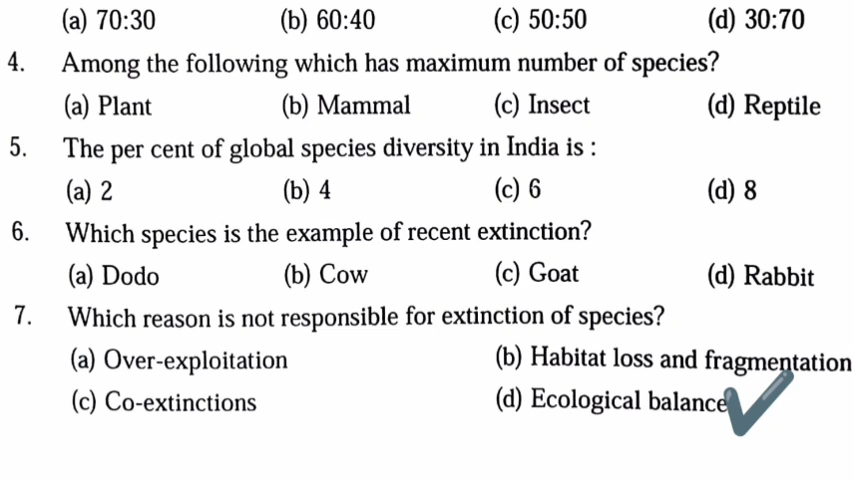 (a) 70:30 (b) 60:40 (c) 50:50 (d) 30:70
4. Among the following which has maximum number of species?
(a) Plant (b) Mammal (c) Insect (d) Reptile
5. The per cent of global species diversity in India is :
(a) 2 (b) 4 (c) 6 (d) 8
6. Which species is the example of recent extinction?
(a) Dodo (b) Cow (c) Goat (d) Rabbit
7. Which reason is not responsible for extinction of species?
(a) Over-exploitation (b) Habitat loss and fragmentation
(c) Co-extinctions (d) Ecological balance